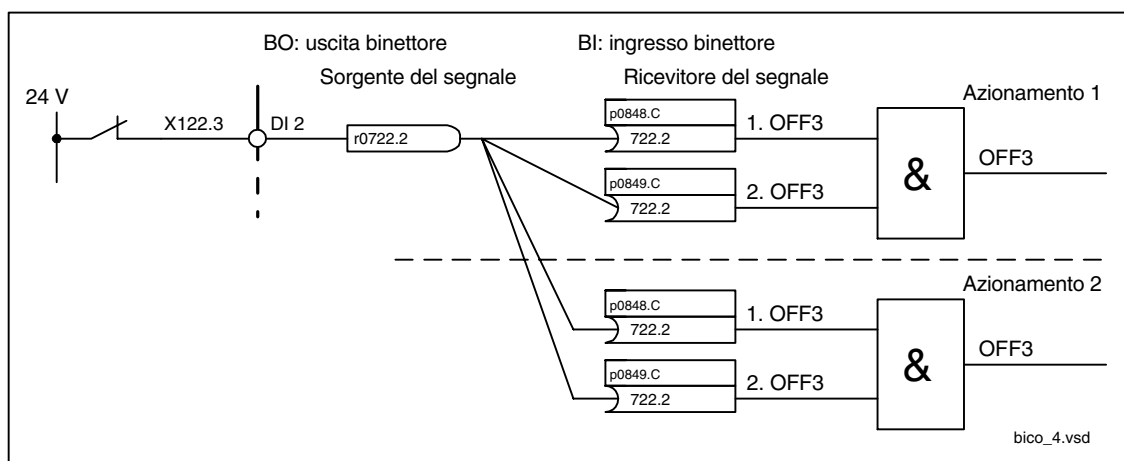 BO: uscita binettore
BI: ingresso binettore
Sorgente del segnale
Ricevitore del segnale
24 V
X122.3
DI 2
r0722.2
p0848.C
722.2
1. OFF3
p0849.C
722.2
2. OFF3
&
Azionamento 1
OFF3
p0848.C
722.2
1. OFF3
p0849.C
722.2
2. OFF3
&
Azionamento 2
OFF3
bico_4.vsd